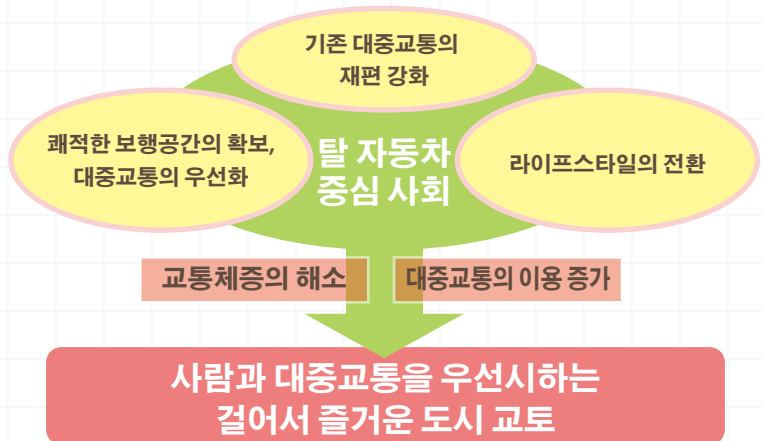 기존 대중교통의
재편 강화
쾌적한 보행공간의 확보,
대중교통의 우선화
탈 자동차
중심 사회
라이프스타일의 전환
교통체증의 해소
대중교통의 이용 증가
사람과 대중교통을 우선시하는
걸어서 즐거운 도시 교토